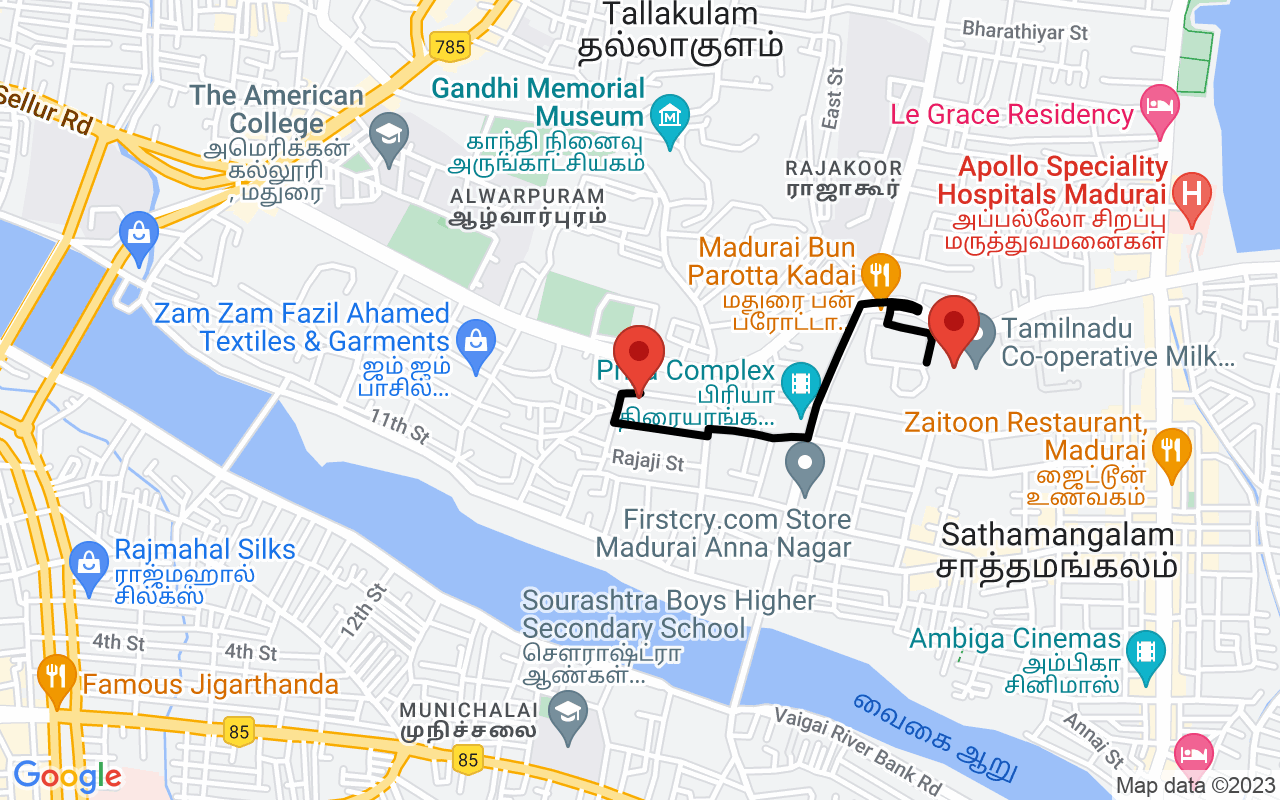 Tallakulam
தல்லாகுளம்
Bharathiyar St
785
Sellur Rd
The American
College
அமெரிக்கன்
கல்லூரி
, மதுரை
Gandhi Memorial
Museum
காந்தி நினைவு
அருங்காட்சியகம்
East St
Le Grace Residency
RAJAKOOR
ராஜாகூர்
Apollo Speciality
Hospitals Madurai
அப்பல்லோ சிறப்பு
மருத்துவமனைகள்
ALWARPURAM
ஆழ்வார்புரம்
Madurai Bun
Parotta Kadai
மதுரை பன்
பரோட்டா...
Zam Zam Fazil Ahamed
Textiles & Garments
ஜம் ஜம்
பாசில்...
Tamilnadu
Co-operative Milk...
Complex
பிரியா
திரையரங்க...
11th St
Rajaji St
Zaitoon Restaurant,
Madurai
ஜைட்டூன்
உணவகம்
Firstcry.com Store
Madurai Anna Nagar
Sathamangalam
சாத்தமங்கலம்
Rajmahal Silks
ராஜ்மஹால்
சில்க்ஸ்
12th St
Sourashtra Boys Higher
Secondary School
சௌராஷ்ட்ரா
ஆண்கள்...
4th St
4th St
Ambiga Cinemas
அம்பிகா
சினிமாஸ்
Famous Jigarthanda
MUNICHALAI
முனிச்சலை
85
85
வைகை ஆறு
Vaigai River Bank Rd
Annai St
Google
Map data ©2023